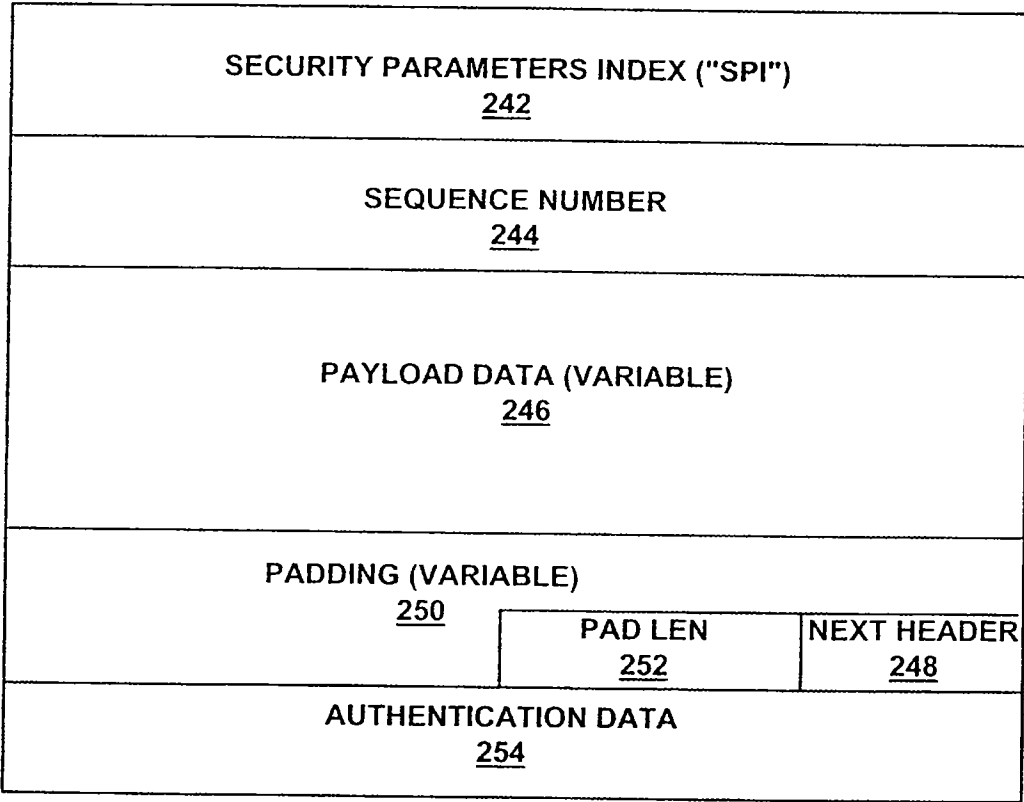 SECURITY PARAMETERS INDEX ("SPI")
242
SEQUENCE NUMBER
244
PAYLOAD DATA (VARIABLE)
246
PADDING (VARIABLE)
250
PAD LEN
252
NEXT HEADER
248
AUTHENTICATION DATA
254